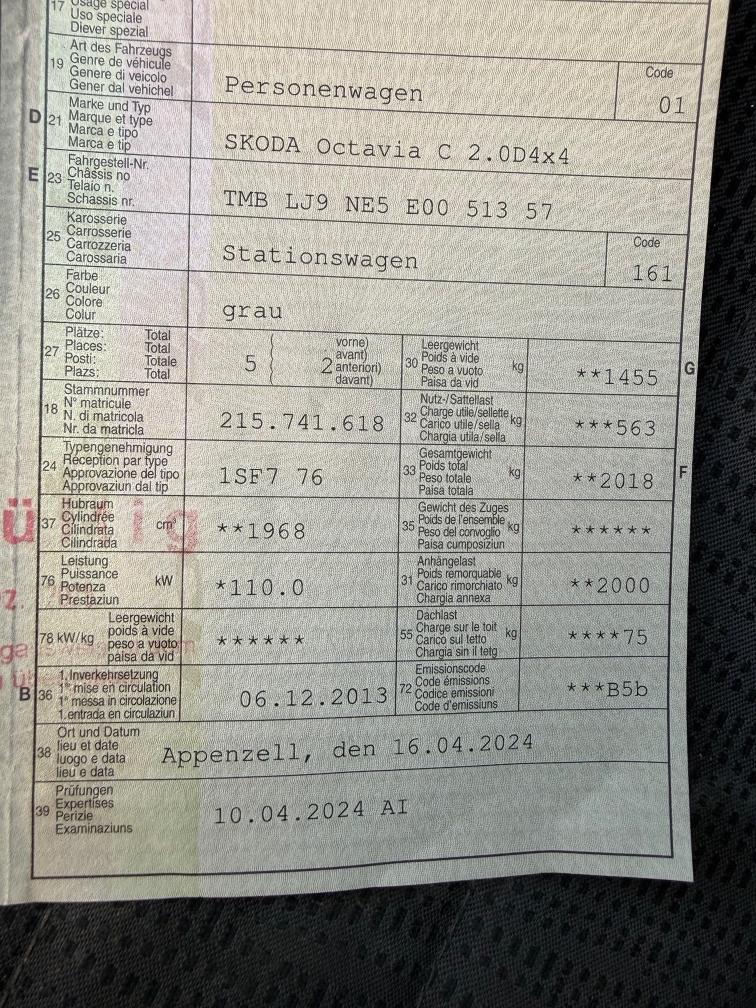 17 Usage spécial
Uso speciale
Diever spezial
19 Art des Fahrzeugs
Genre de véhicule
Genere di veicolo
Gener dal vehichel
Personenwagen
Code
01
D 21 Marke und Typ
Marque et type
Marca e tipo
Marca e tip
SKODA Octavia C 2.0D4x4
E 23 Fahrgestell-Nr.
Châssis no
Telaio n.
Schassis nr.
TMB LJ9 NE5 E00 513 57
25 Karosserie
Carrosserie
Carrozzeria
Carossaria
Stationswagen
Code
161
26 Farbe
Couleur
Colore
Colur
grau
27 Plätze: Total
Places: Total
Posti: Totale
Plazs: Total
5 { 2 vorne)
avant)
anteriori)
davant)
30 Leergewicht
Poids à vide
Peso a vuoto
Paisa da vid
kg
**1455
G
18 Stammnummer
N° matricule
N. di matricola
Nr. da matricla
215.741.618
32 Nutz-/Sattellast
Charge utile/sellette
Carico utile/sella
Chargia utila/sella
kg
***563
24 Typengenehmigung
Réception par type
Approvazione del tipo
Approvaziun dal tip
1SF7 76
33 Gesamtgewicht
Poids total
Peso totale
Paisa totala
kg
**2018
F
37 Hubraum
Cylindrée
Cilindrata
Cilindrada
cm³
**1968
35 Gewicht des Zuges
Poids de l'ensemble
Peso del convoglio
Paisa cumposiziun
kg
******
76 Leistung
Puissance
Potenza
Prestaziun
kW
*110.0
31 Anhängelast
Poids remorquable
Carico rimorchiato
Chargia annexa
kg
**2000
78 kW/kg Leergewicht
poids à vide
peso a vuoto
paisa da vid
******
55 Dachlast
Charge sur le toit
Carico sul tetto
Chargia sin il tetg
kg
****75
B 36 1. Inverkehrsetzung
1re mise en circulation
1a messa in circolazione
1. entrada en circulaziun
06.12.2013
72 Emissionscode
Code émissions
Codice emissioni
Code d'emissiuns
***B5b
38 Ort und Datum
lieu et date
luogo e data
lieu e data
Appenzell, den 16.04.2024
39 Prüfungen
Expertises
Perizie
Examinaziuns
10.04.2024 AI